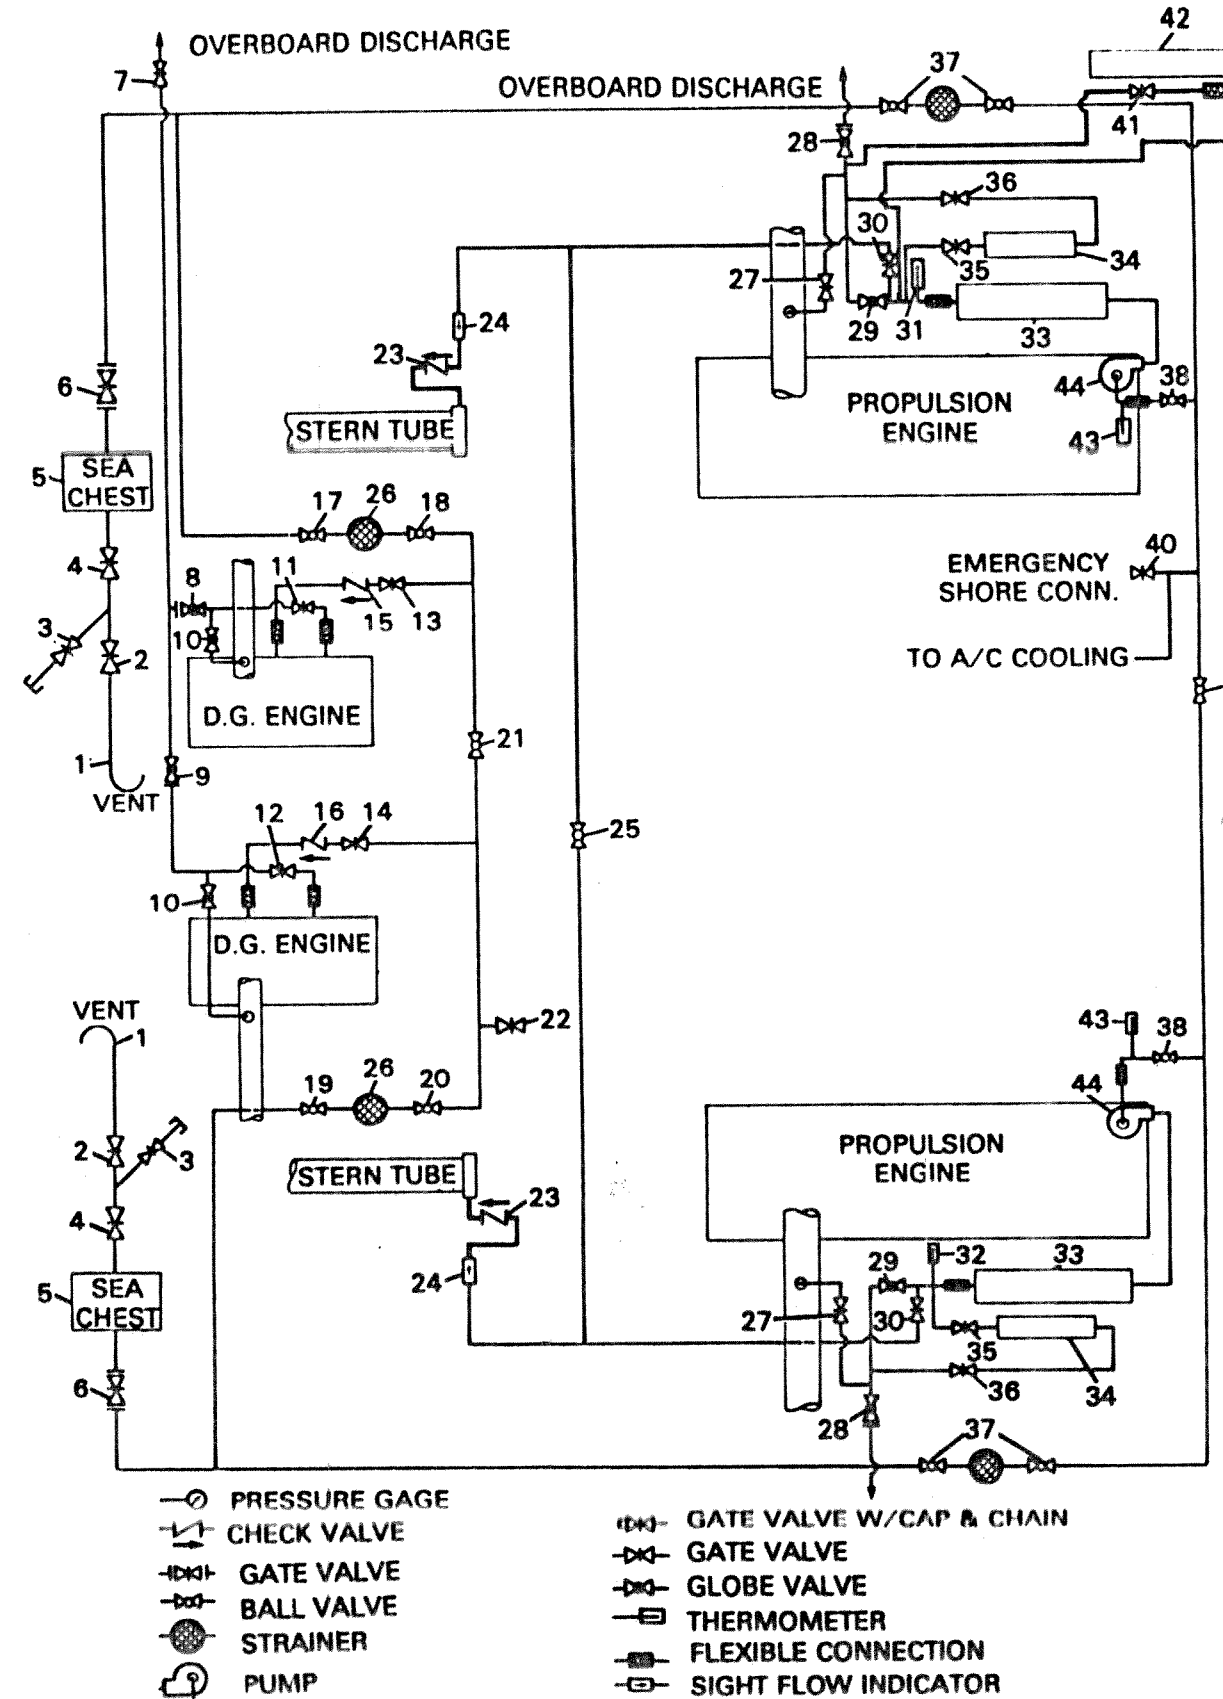 OVERBOARD DISCHARGE
7
OVERBOARD DISCHARGE
37
42
41
28
36
30
27
35
34
24
29
31
33
23
6
44
38
PROPULSION
ENGINE
STERN TUBE
43
5
SEA
CHEST
17
26
18
4
8
11
EMERGENCY
SHORE CONN.
40
3
10
15
13
2
TO A/C COOLING
D.G. ENGINE
21
1
9
VENT
12
16
14
25
10
D.G. ENGINE
VENT
1
22
43
38
19
26
20
44
2
3
PROPULSION
ENGINE
STERN TUBE
23
4
24
29
32
33
5
SEA
CHEST
27
30
35
34
6
36
28
37
PRESSURE GAGE
CHECK VALVE
GATE VALVE
BALL VALVE
STRAINER
PUMP
GATE VALVE W/CAP & CHAIN
GATE VALVE
GLOBE VALVE
THERMOMETER
FLEXIBLE CONNECTION
SIGHT FLOW INDICATOR